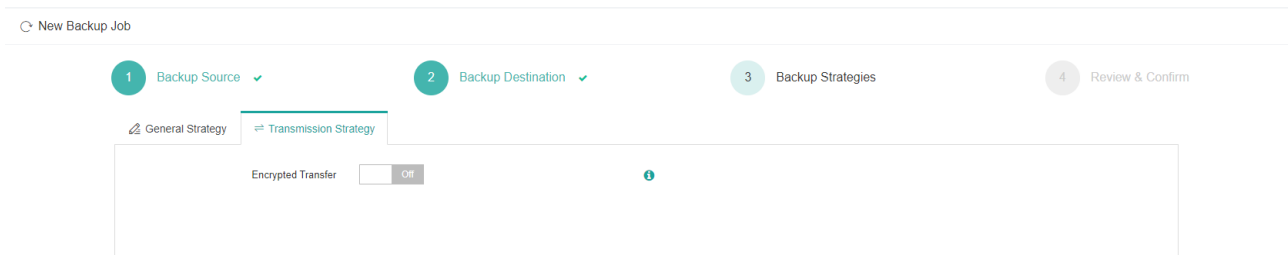 New Backup Job
1 Backup Source 2 Backup Destination 3 Backup Strategies 4 Review & Confirm
General Strategy Transmission Strategy
Encrypted Transfer Off